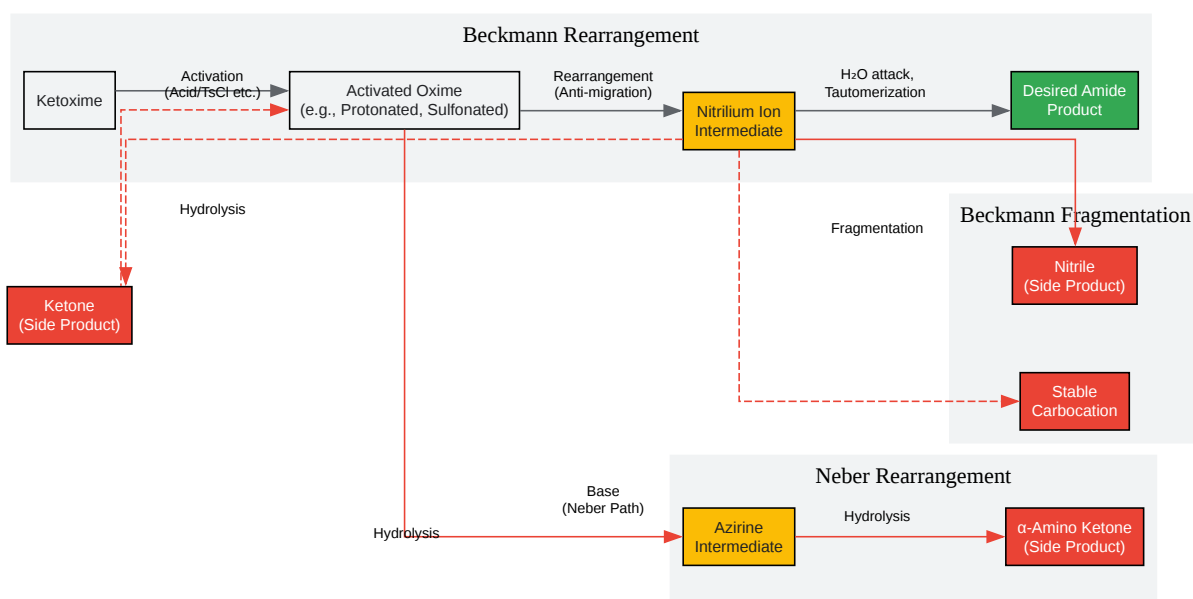 Beckmann Rearrangement
Ketoxime
Activation
(Acid/TsCl etc.)
Activated Oxime
(e.g., Protonated, Sulfonated)
Rearrangement
(Anti-migration)
Nitrilium Ion
Intermediate
H₂O attack,
Tautomerization
Desired Amide
Product
Hydrolysis
Fragmentation
Beckmann Fragmentation
Nitrile
(Side Product)
Ketone
(Side Product)
Stable
Carbocation
Neber Rearrangement
Hydrolysis
Base
(Neber Path)
Azirine
Intermediate
Hydrolysis
α-Amino Ketone
(Side Product)